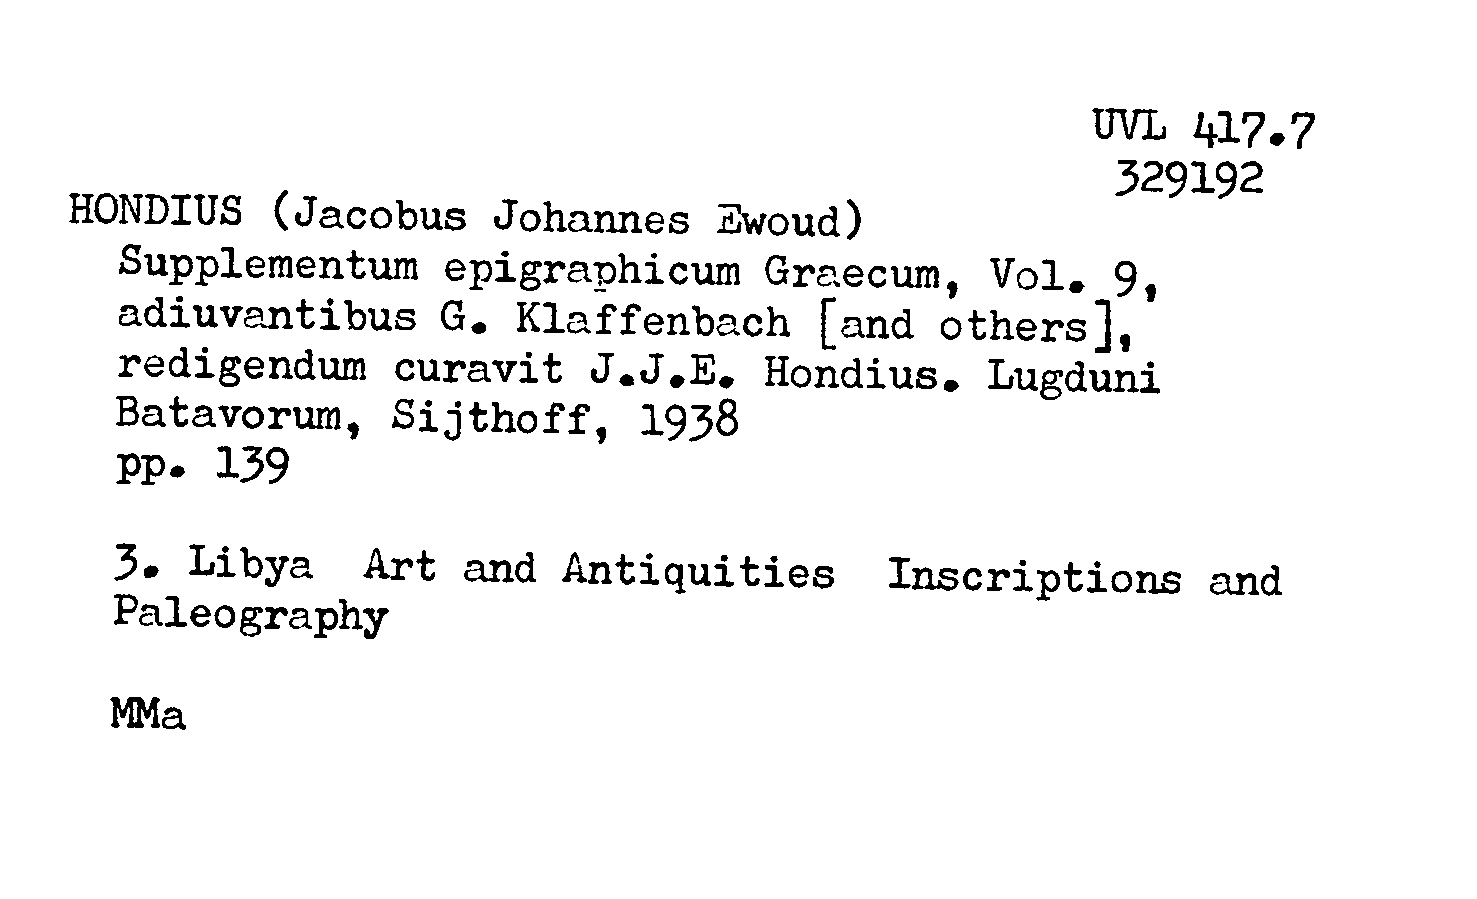 UVL 417.7
329192
HONDIUS (Jacobus Johannes Ewoud)
Supplementum epigraphicum Graecum, Vol. 9,
adiuvantibus G. Klaffenbach [and others],
redigendum curavit J.J.E. Hondius. Lugduni
Batavorum, Sijthoff, 1938
pp. 139
3. Libya Art and Antiquities Inscriptions and
Paleography
MMa